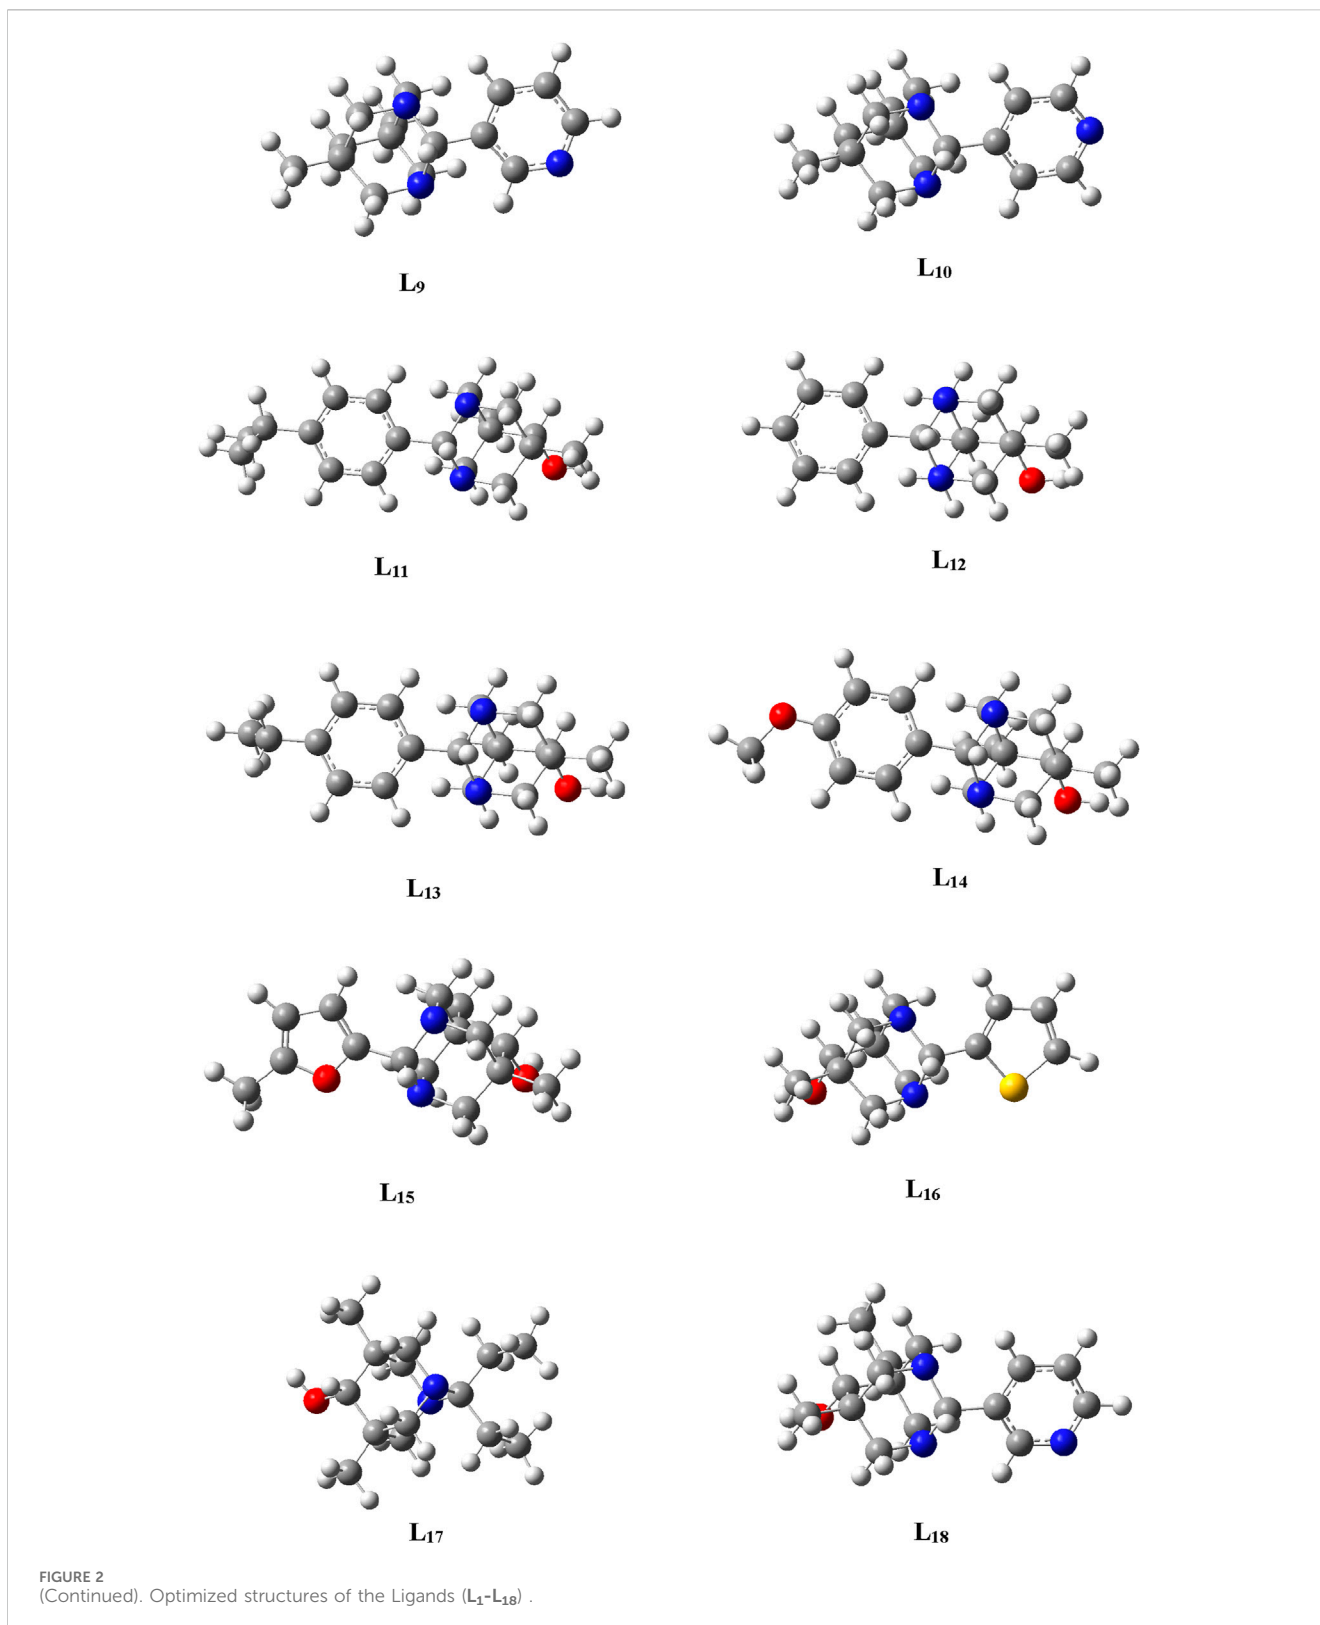 L₉
L₁₀
L₁₁
L₁₂
L₁₃
L₁₄
L₁₅
L₁₆
L₁₇
L₁₈
FIGURE 2
(Continued). Optimized structures of the Ligands (L₁-L₁₈) .